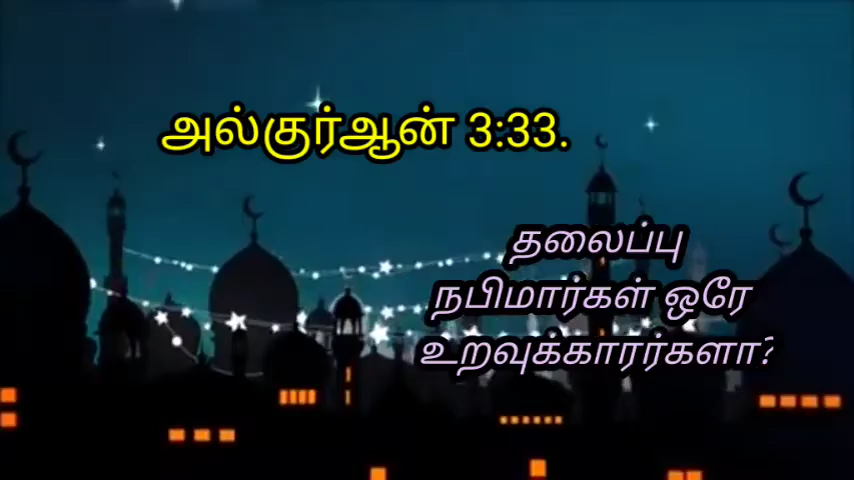 அல்குர்ஆன் 3:33.
தலைப்பு
நபிமார்கள் ஒரே
உறவுக்காரர்களா?